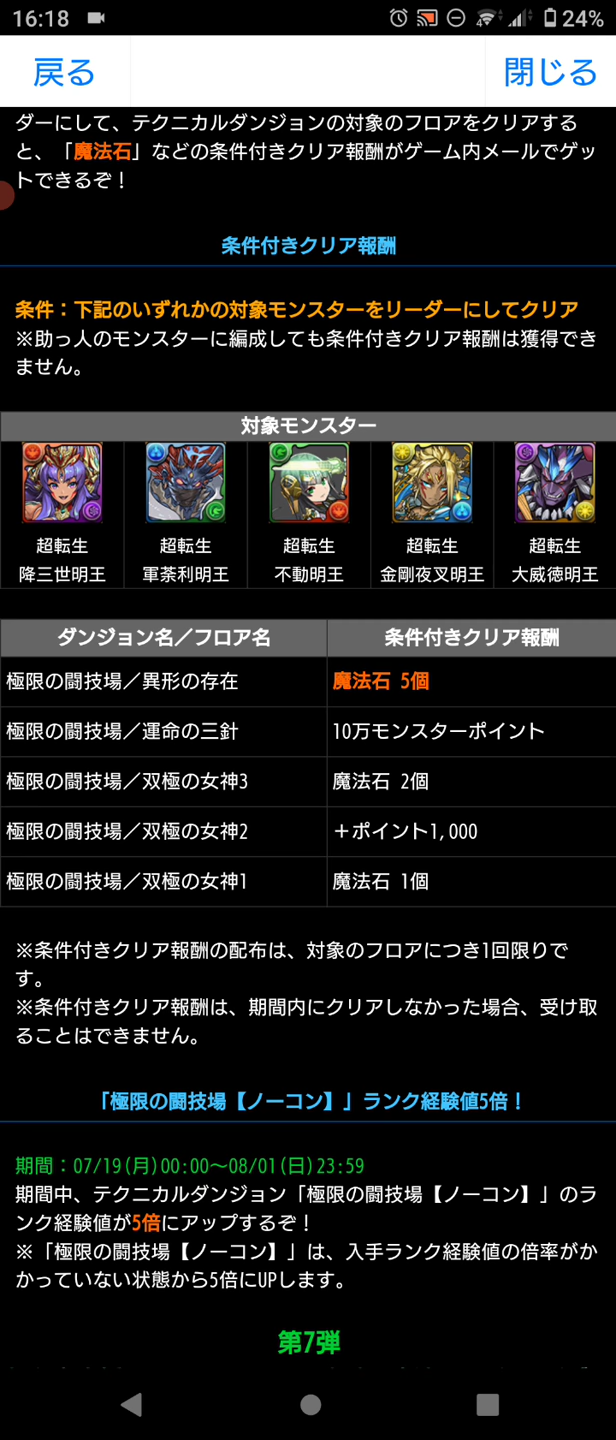 16:18
24%
戻る
閉じる
ダーにして、テクニカルダンジョンの対象のフロアをクリアする
と、「魔法石」などの条件付きクリア報酬がゲーム内メールでゲッ
トできるぞ！
条件付きクリア報酬
条件：下記のいずれかの対象モンスターをリーダーにしてクリア
※助っ人のモンスターに編成しても条件付きクリア報酬は獲得でき
ません。
対象モンスター
超転生 超転生 超転生 超転生 超転生
降三世明王 軍荼利明王 不動明王 金剛夜叉明王 大威徳明王
ダンジョン名／フロア名 条件付きクリア報酬
極限の闘技場／異形の存在 魔法石 5個
極限の闘技場／運命の三針 10万モンスターポイント
極限の闘技場／双極の女神3 魔法石 2個
極限の闘技場／双極の女神2 ＋ポイント1,000
極限の闘技場／双極の女神1 魔法石 1個
※条件付きクリア報酬の配布は、対象のフロアにつき1回限りで
す。
※条件付きクリア報酬は、期間内にクリアしなかった場合、受け取
ることはできません。
「極限の闘技場【ノーコン】」ランク経験値5倍！
期間：07/19(月)00:00～08/01(日)23:59
期間中、テクニカルダンジョン「極限の闘技場【ノーコン】」のラ
ンク経験値が5倍にアップするぞ！
※「極限の闘技場【ノーコン】」は、入手ランク経験値の倍率がか
かっていない状態から5倍にUPします。
第7弾